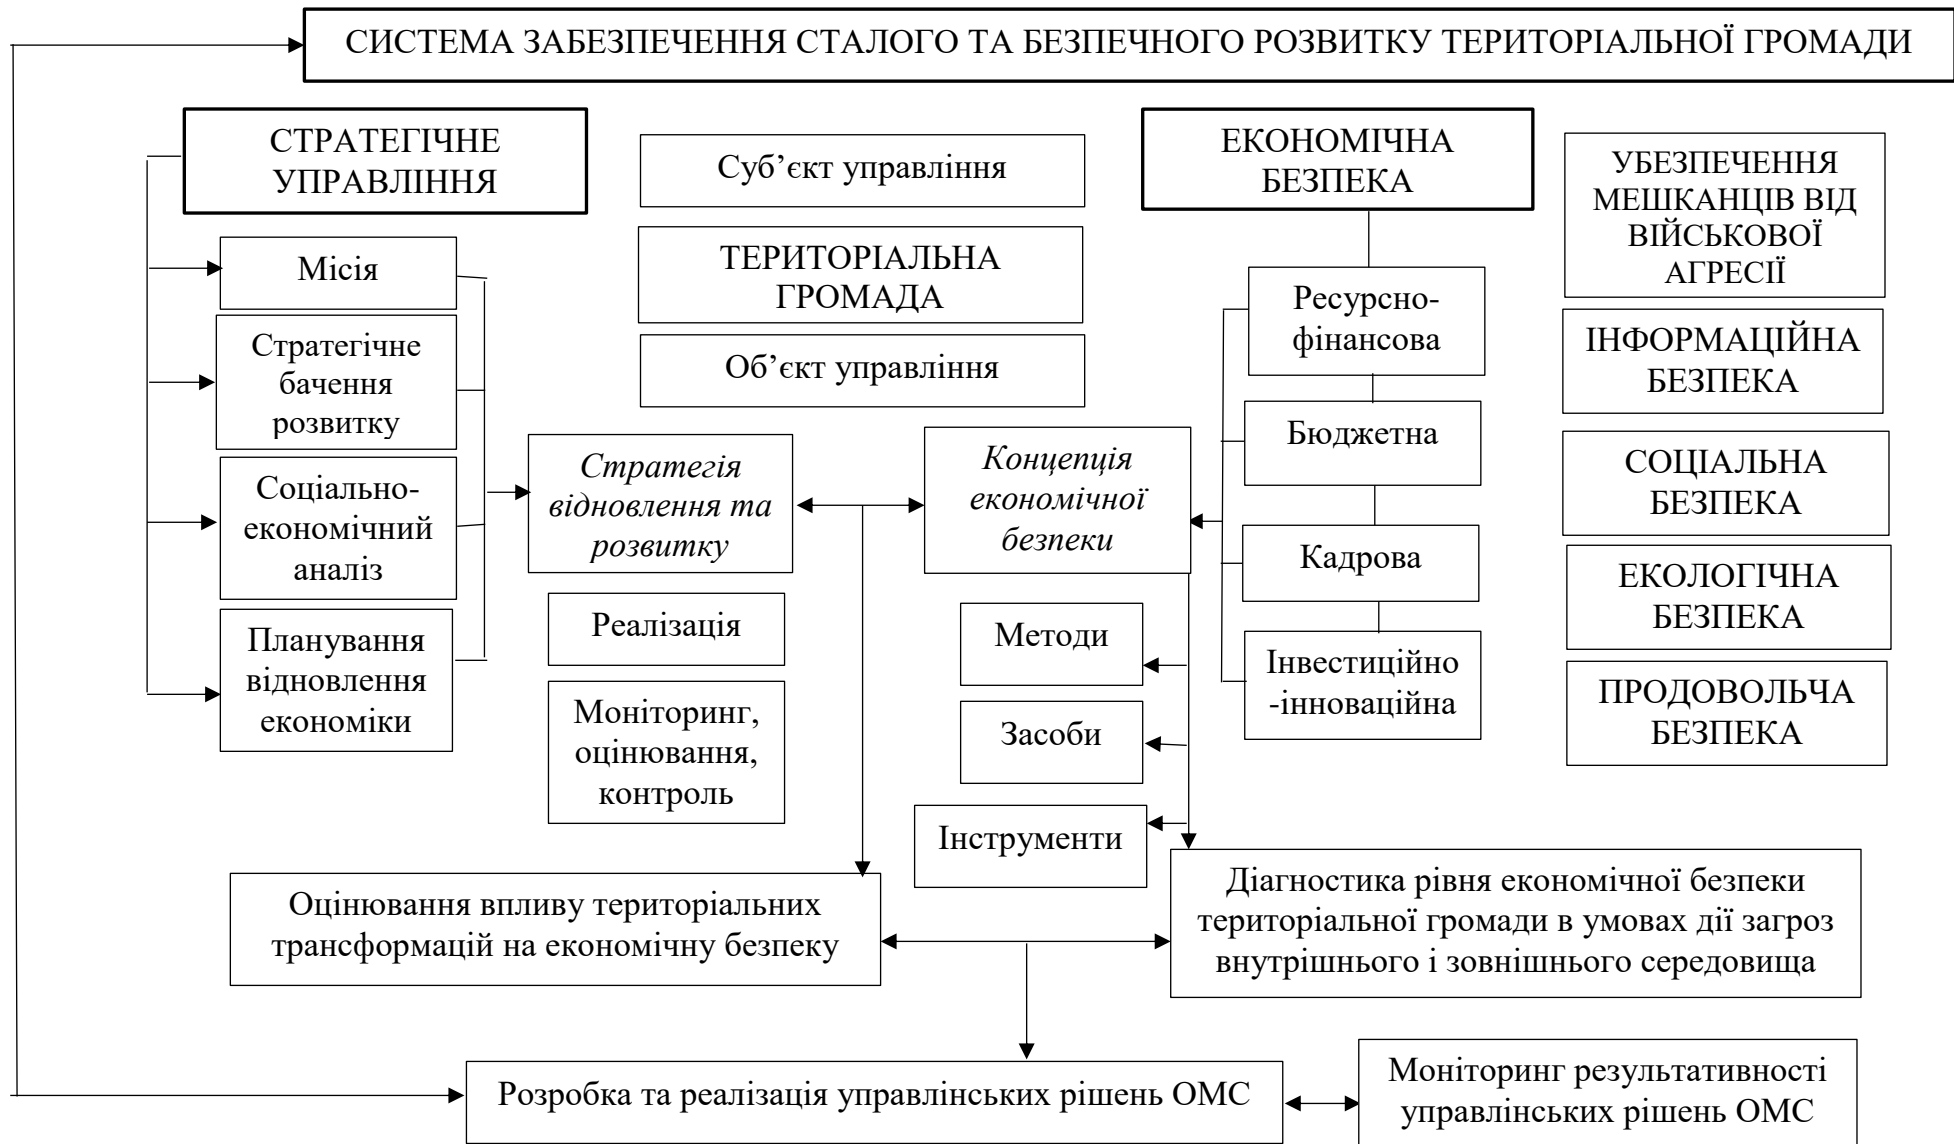 СИСТЕМА ЗАБЕЗПЕЧЕННЯ СТАЛОГО ТА БЕЗПЕЧНОГО РОЗВИТКУ ТЕРИТОРІАЛЬНОЇ ГРОМАДИ
СТРАТЕГІЧНЕ
УПРАВЛІННЯ
Місія
Стратегічне
бачення
розвитку
Соціально-
економічний
аналіз
Планування
відновлення
економіки
Суб’єкт управління
ТЕРИТОРІАЛЬНА
ГРОМАДА
Об’єкт управління
Стратегія
відновлення та
розвитку
Реалізація
Моніторинг,
оцінювання,
контроль
Концепція
економічної
безпеки
Методи
Засоби
Інструменти
ЕКОНОМІЧНА
БЕЗПЕКА
Ресурсно-
фінансова
Бюджетна
Кадрова
Інвестиційно
-інноваційна
УБЕЗПЕЧЕННЯ
МЕШКАНЦІВ ВІД
ВІЙСЬКОВОЇ
АГРЕСІЇ
ІНФОРМАЦІЙНА
БЕЗПЕКА
СОЦІАЛЬНА
БЕЗПЕКА
ЕКОЛОГІЧНА
БЕЗПЕКА
ПРОДОВОЛЬЧА
БЕЗПЕКА
Оцінювання впливу територіальних
трансформацій на економічну безпеку
Діагностика рівня економічної безпеки
територіальної громади в умовах дії загроз
внутрішнього і зовнішнього середовища
Розробка та реалізація управлінських рішень ОМС
Моніторинг результативності
управлінських рішень ОМС